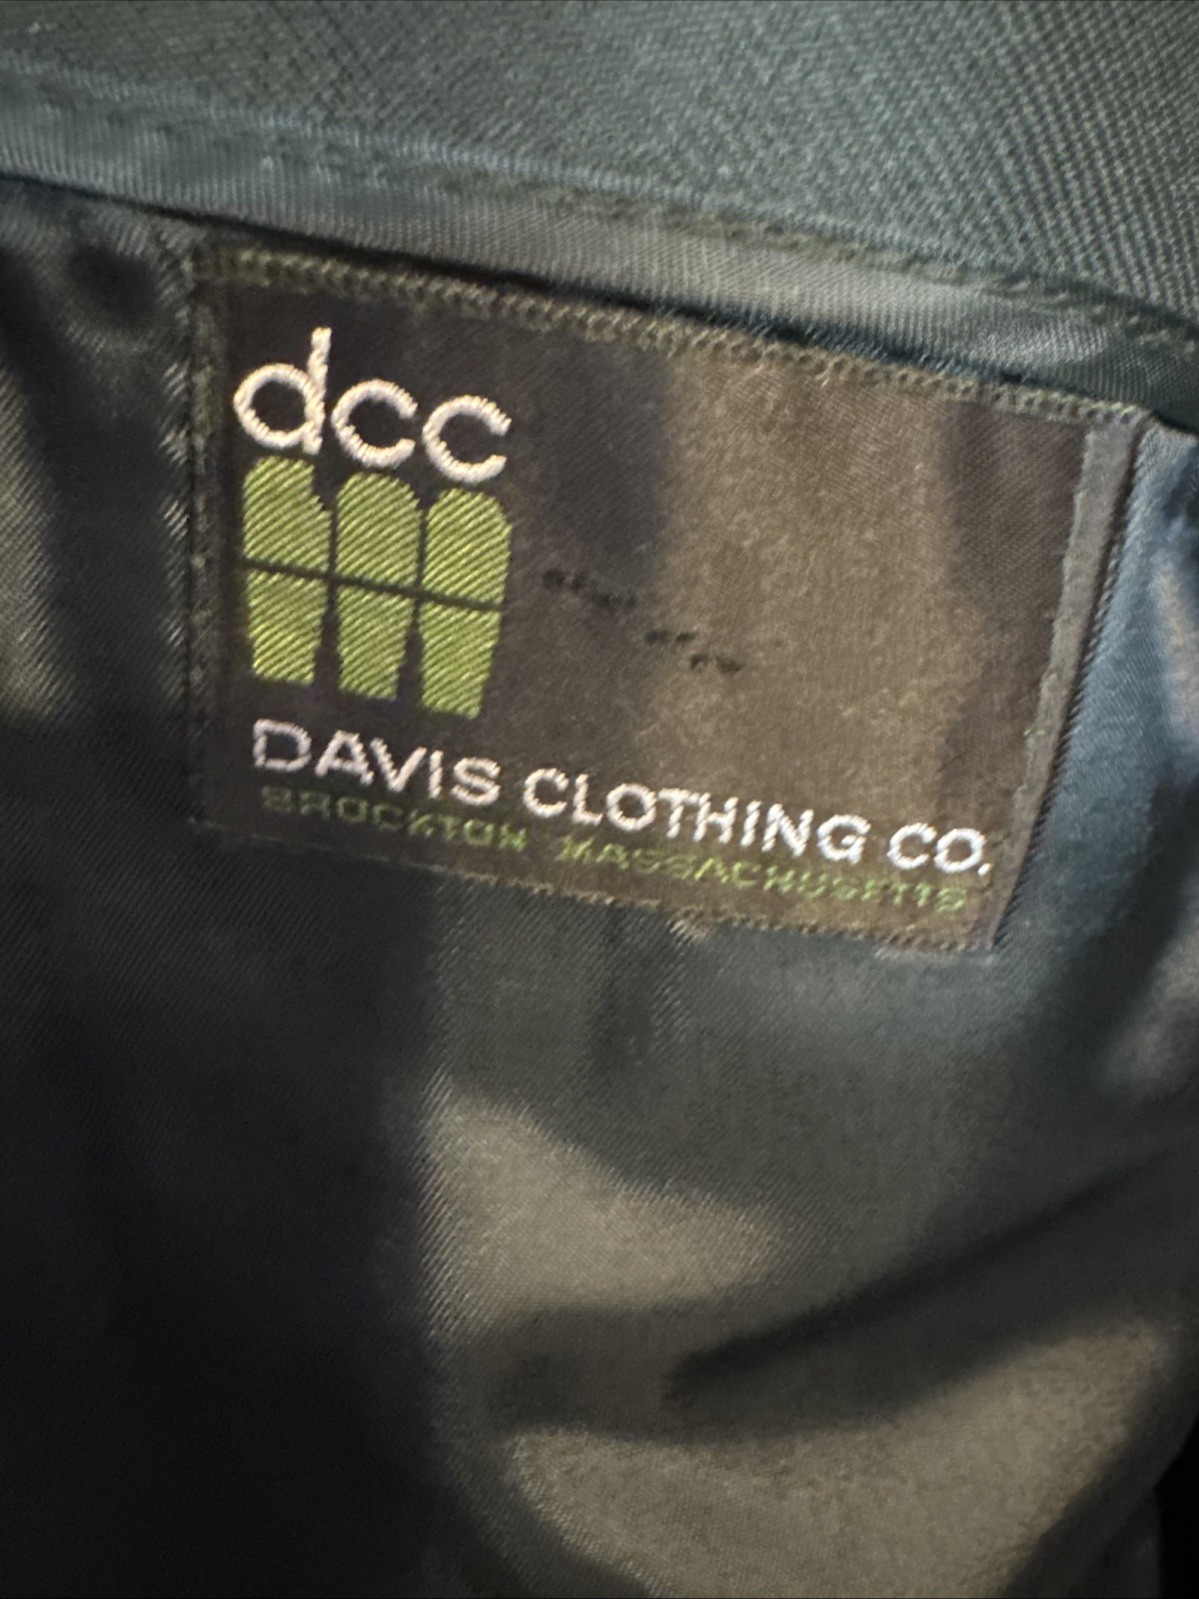 dcc
DAVIS CLOTHING CO.
BROCKTON MASSACHUSETTS